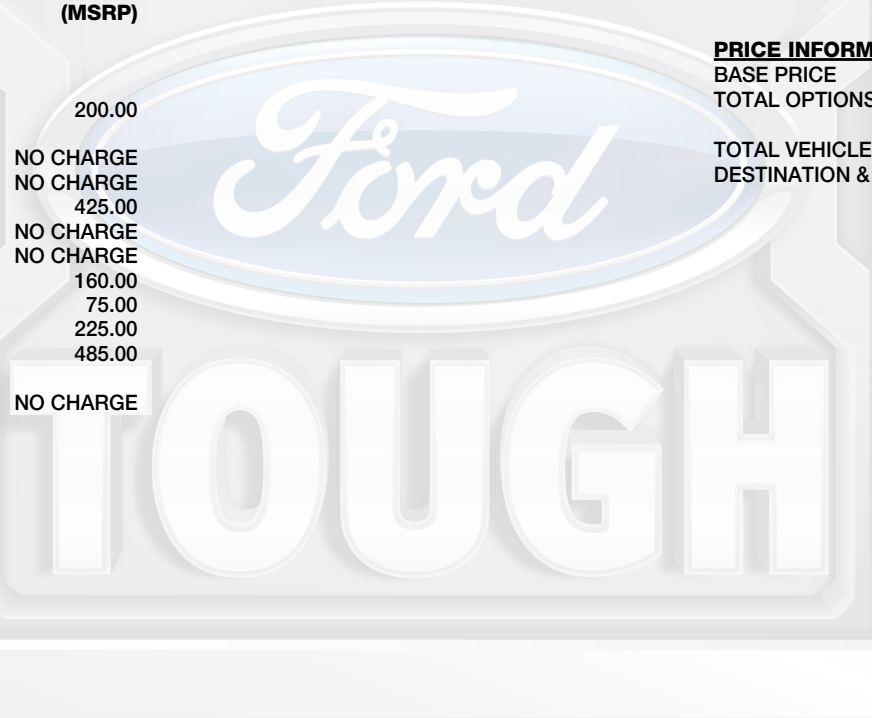 (MSRP)
200.00
NO CHARGE
NO CHARGE
425.00
NO CHARGE
NO CHARGE
160.00
75.00
225.00
485.00
NO CHARGE
PRICE INFORM
BASE PRICE
TOTAL OPTIONS
TOTAL VEHICLE
DESTINATION &
Ford
TOUGH